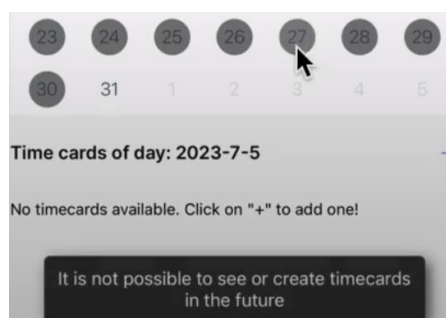 23 24 25 26 27 28 29
30 31 1 2 3 4 5
Time cards of day: 2023-7-5
No timecards available. Click on "+" to add one!
It is not possible to see or create timecards
in the future